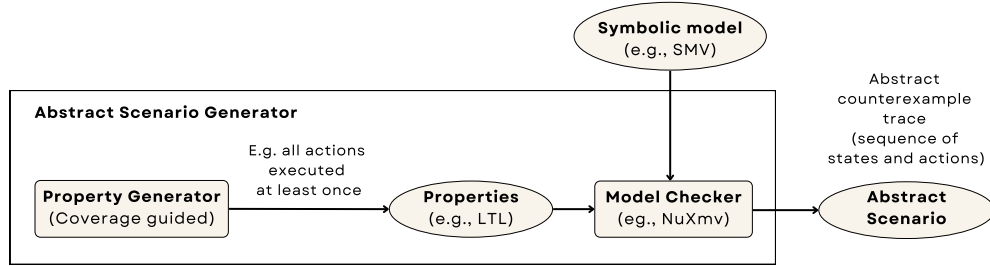 Symbolic model
(e.g., SMV)
Abstract Scenario Generator
Abstract
counterexample
trace
(sequence of
states and actions)
E.g. all actions
executed
at least once
Property Generator
(Coverage guided)
Properties
(e.g., LTL)
Model Checker
(eg., NuXmv)
Abstract
Scenario